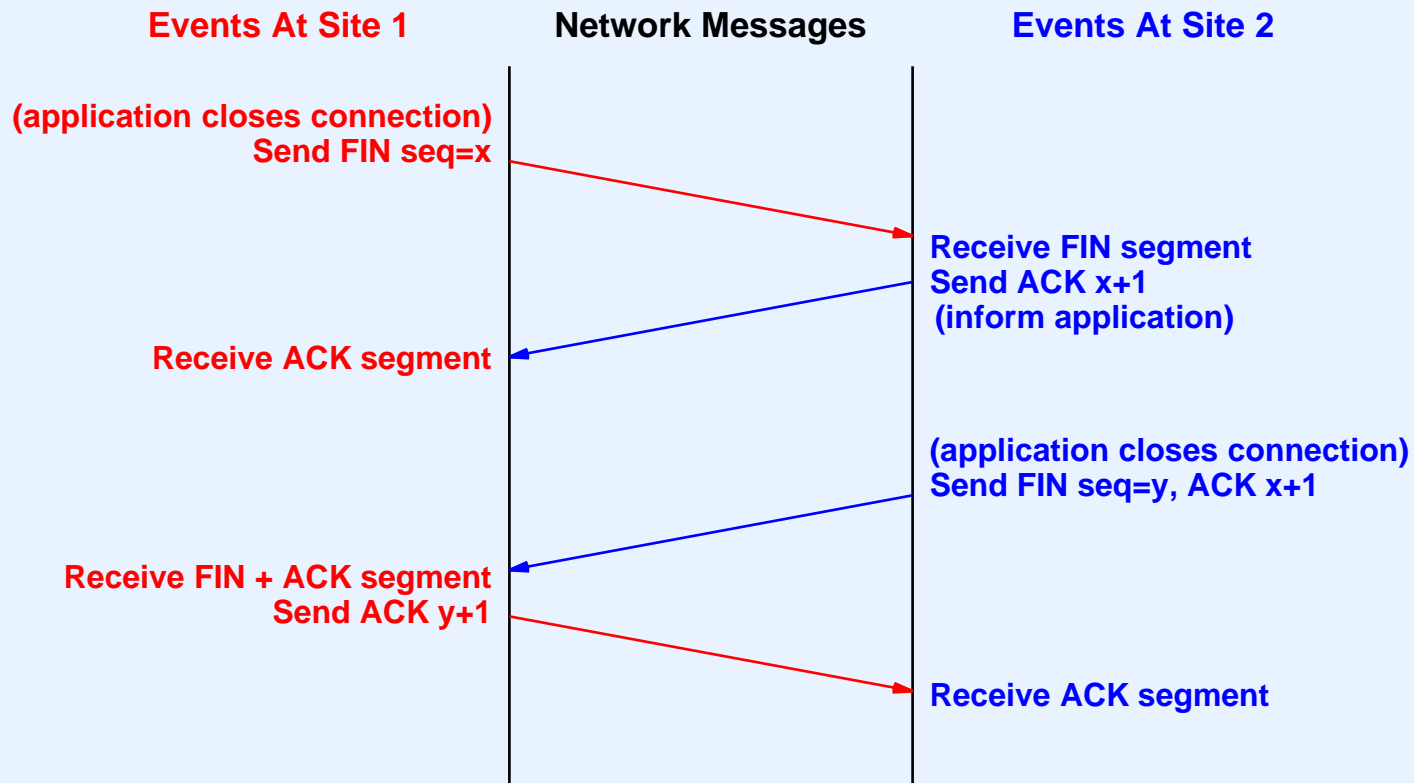 Events At Site 1
Network Messages
Events At Site 2
(application closes connection)
Send FIN seq=x
Receive FIN segment
Send ACK x+1
(inform application)
Receive ACK segment
(application closes connection)
Send FIN seq=y, ACK x+1
Receive FIN + ACK segment
Send ACK y+1
Receive ACK segment